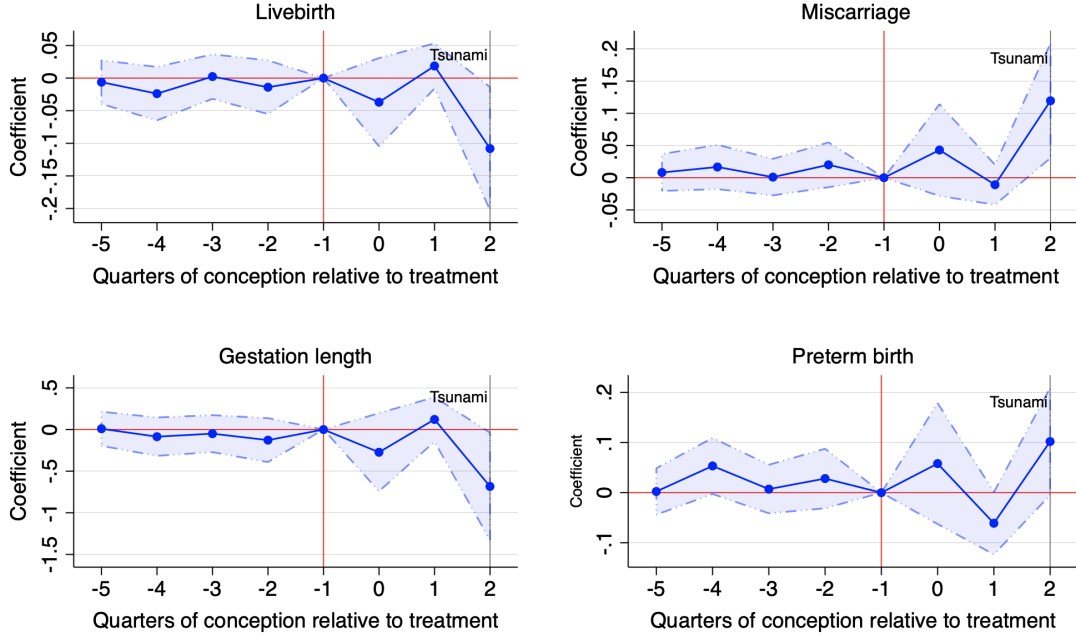 Livebirth
Coefficient
.05
0
-.05
-.1
-.15
-.2
Tsunami
-5 -4 -3 -2 -1 0 1 2
Quarters of conception relative to treatment
Miscarriage
Coefficient
.2
.15
.1
.05
0
-.05
Tsunami
-5 -4 -3 -2 -1 0 1 2
Quarters of conception relative to treatment
Gestation length
Coefficient
.5
0
-.5
-1
-1.5
Tsunami
-5 -4 -3 -2 -1 0 1 2
Quarters of conception relative to treatment
Preterm birth
Coefficient
.2
.1
0
-.1
Tsunami
-5 -4 -3 -2 -1 0 1 2
Quarters of conception relative to treatment